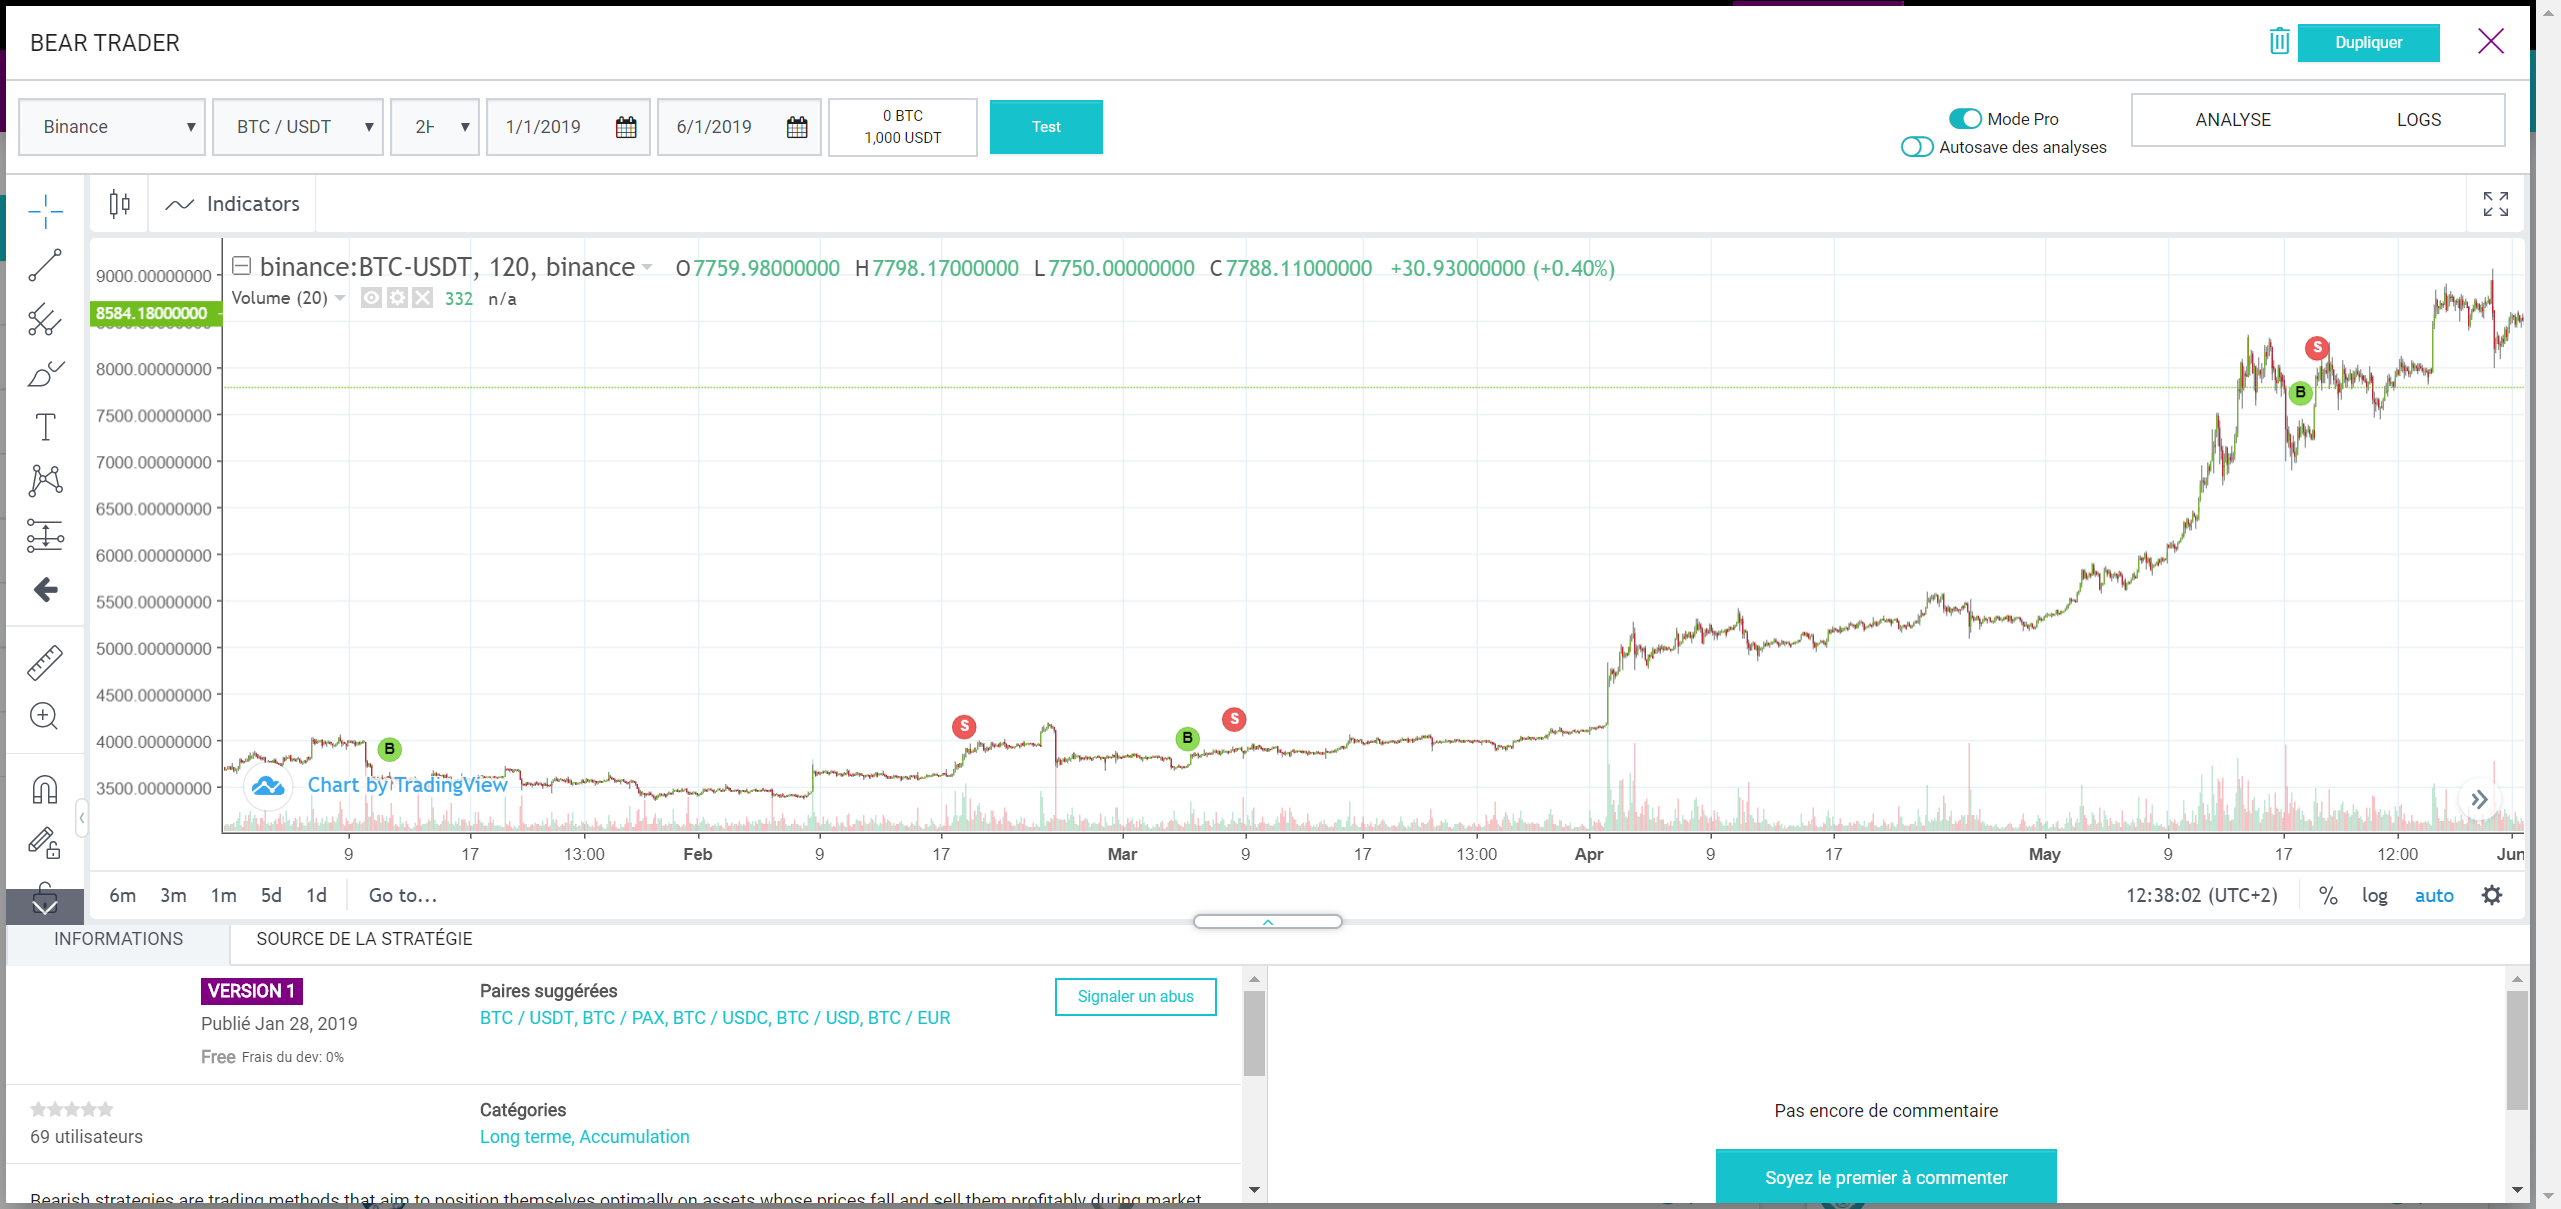 BEAR TRADER
Dupliquer
Binance
BTC / USDT
2H
1/1/2019
6/1/2019
0 BTC
1,000 USDT
Test
Mode Pro
Autosave des analyses
ANALYSE
LOGS
Indicators
binance:BTC-USDT, 120, binance O7759.98000000 H7798.17000000 L7750.00000000 C7788.11000000 +30.93000000 (+0.40%)
Volume (20) 332 n/a
9000.00000000
8584.18000000
8000.00000000
7500.00000000
7000.00000000
6500.00000000
6000.00000000
5500.00000000
5000.00000000
4500.00000000
4000.00000000
3500.00000000
B
S
B
S
B
S
Chart by TradingView
9 17 13:00 Feb 9 17 Mar 9 17 13:00 Apr 9 17 May 9 17 12:00 Jun
6m 3m 1m 5d 1d Go to...
12:38:02 (UTC+2) % log auto
INFORMATIONS
SOURCE DE LA STRATÉGIE
VERSION 1
Publié Jan 28, 2019
Free Frais du dev: 0%
Paires suggérées
BTC / USDT, BTC / PAX, BTC / USDC, BTC / USD, BTC / EUR
Signaler un abus
69 utilisateurs
Catégories
Long terme, Accumulation
Bearish strategies are trading methods that aim to position themselves optimally on assets whose prices fall and sell them profitably during market
Pas encore de commentaire
Soyez le premier à commenter